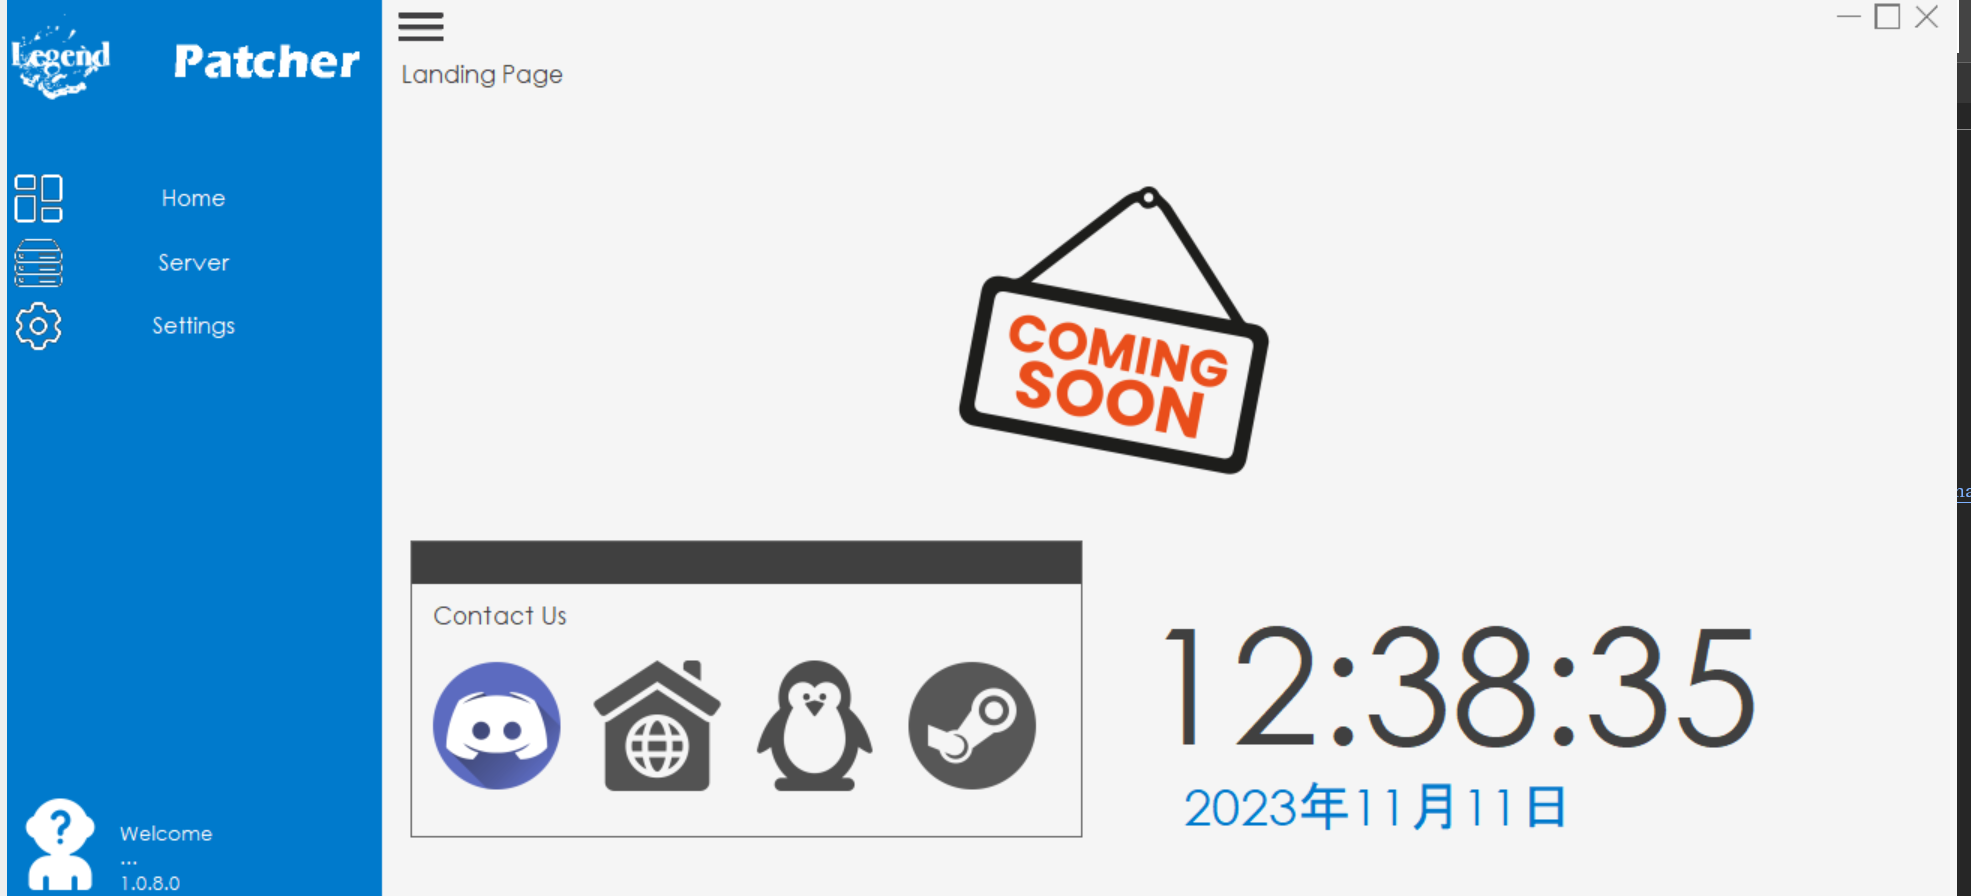 Legend
Patcher
Home
Server
Settings
Welcome
...
1.0.8.0
Landing Page
COMING
SOON
Contact Us
?
12:38:35
2023年11月11日